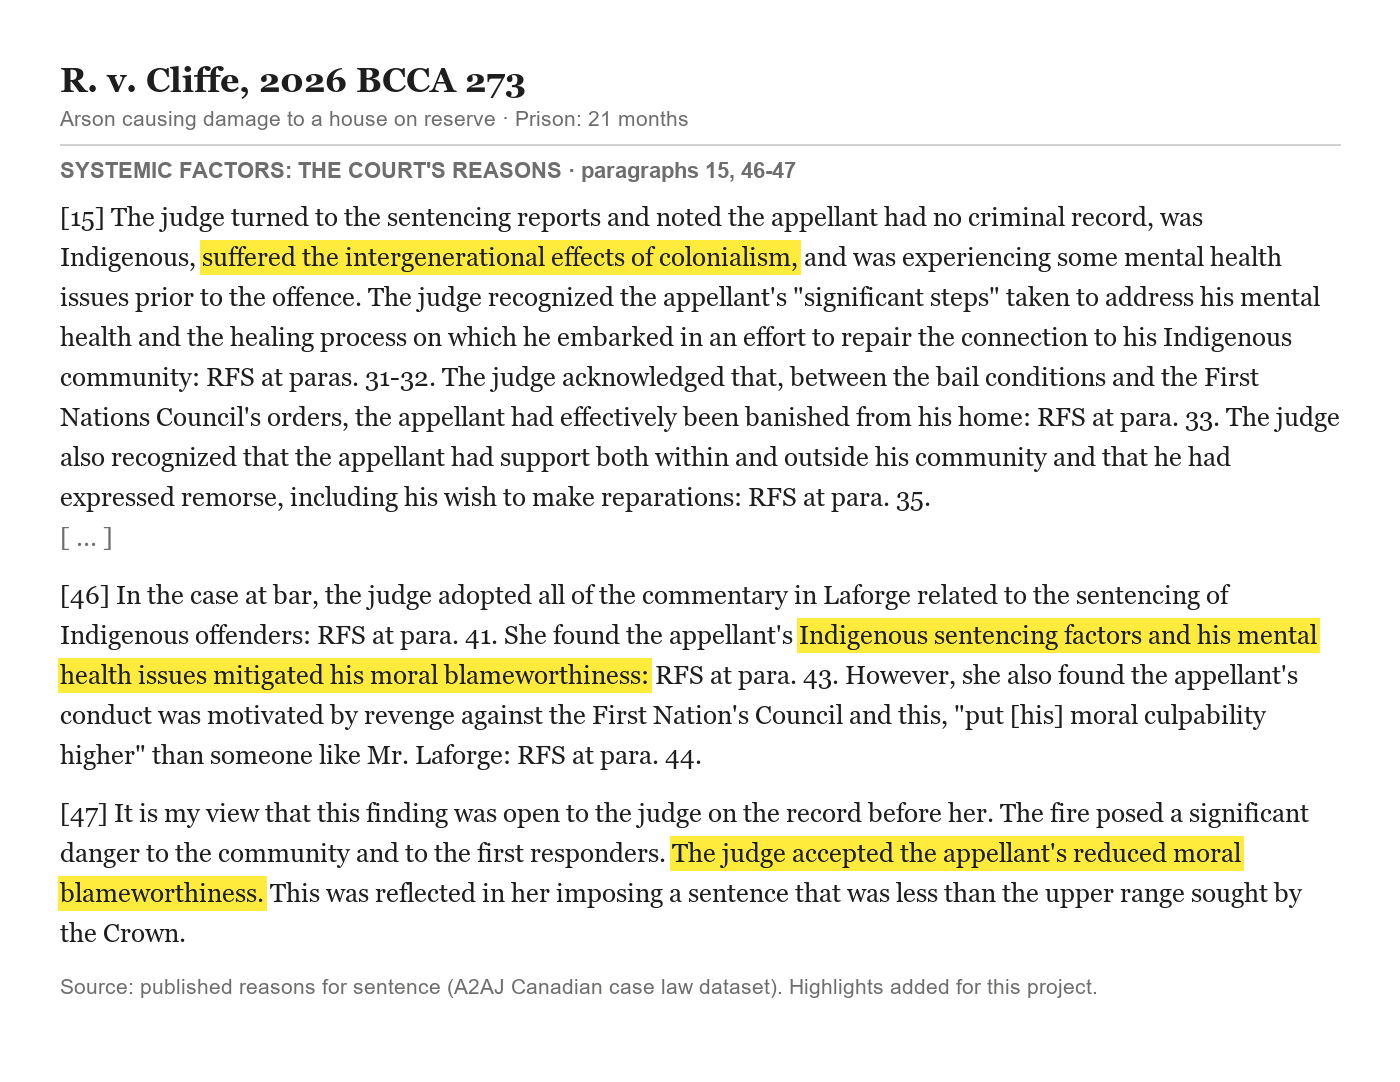 R. v. Cliffe, 2026 BCCA 273
Arson causing damage to a house on reserve · Prison: 21 months
SYSTEMIC FACTORS: THE COURT'S REASONS · paragraphs 15, 46-47
[15] The judge turned to the sentencing reports and noted the appellant had no criminal record, was
Indigenous, suffered the intergenerational effects of colonialism, and was experiencing some mental health
issues prior to the offence. The judge recognized the appellant's "significant steps" taken to address his mental
health and the healing process on which he embarked in an effort to repair the connection to his Indigenous
community: RFS at paras. 31-32. The judge acknowledged that, between the bail conditions and the First
Nations Council's orders, the appellant had effectively been banished from his home: RFS at para. 33. The judge
also recognized that the appellant had support both within and outside his community and that he had
expressed remorse, including his wish to make reparations: RFS at para. 35.
[ ... ]
[46] In the case at bar, the judge adopted all of the commentary in Laforge related to the sentencing of
Indigenous offenders: RFS at para. 41. She found the appellant's Indigenous sentencing factors and his mental
health issues mitigated his moral blameworthiness: RFS at para. 43. However, she also found the appellant's
conduct was motivated by revenge against the First Nation's Council and this, "put [his] moral culpability
higher" than someone like Mr. Laforge: RFS at para. 44.
[47] It is my view that this finding was open to the judge on the record before her. The fire posed a significant
danger to the community and to the first responders. The judge accepted the appellant's reduced moral
blameworthiness. This was reflected in her imposing a sentence that was less than the upper range sought by
the Crown.
Source: published reasons for sentence (A2AJ Canadian case law dataset). Highlights added for this project.